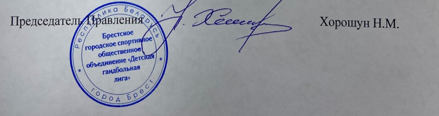 Председатель Правления
Хорошун Н.М.
Республика Беларусь
Брестское
городское спортивное
общественное
объединение «Детская
гандбольная
лига»
город Брест